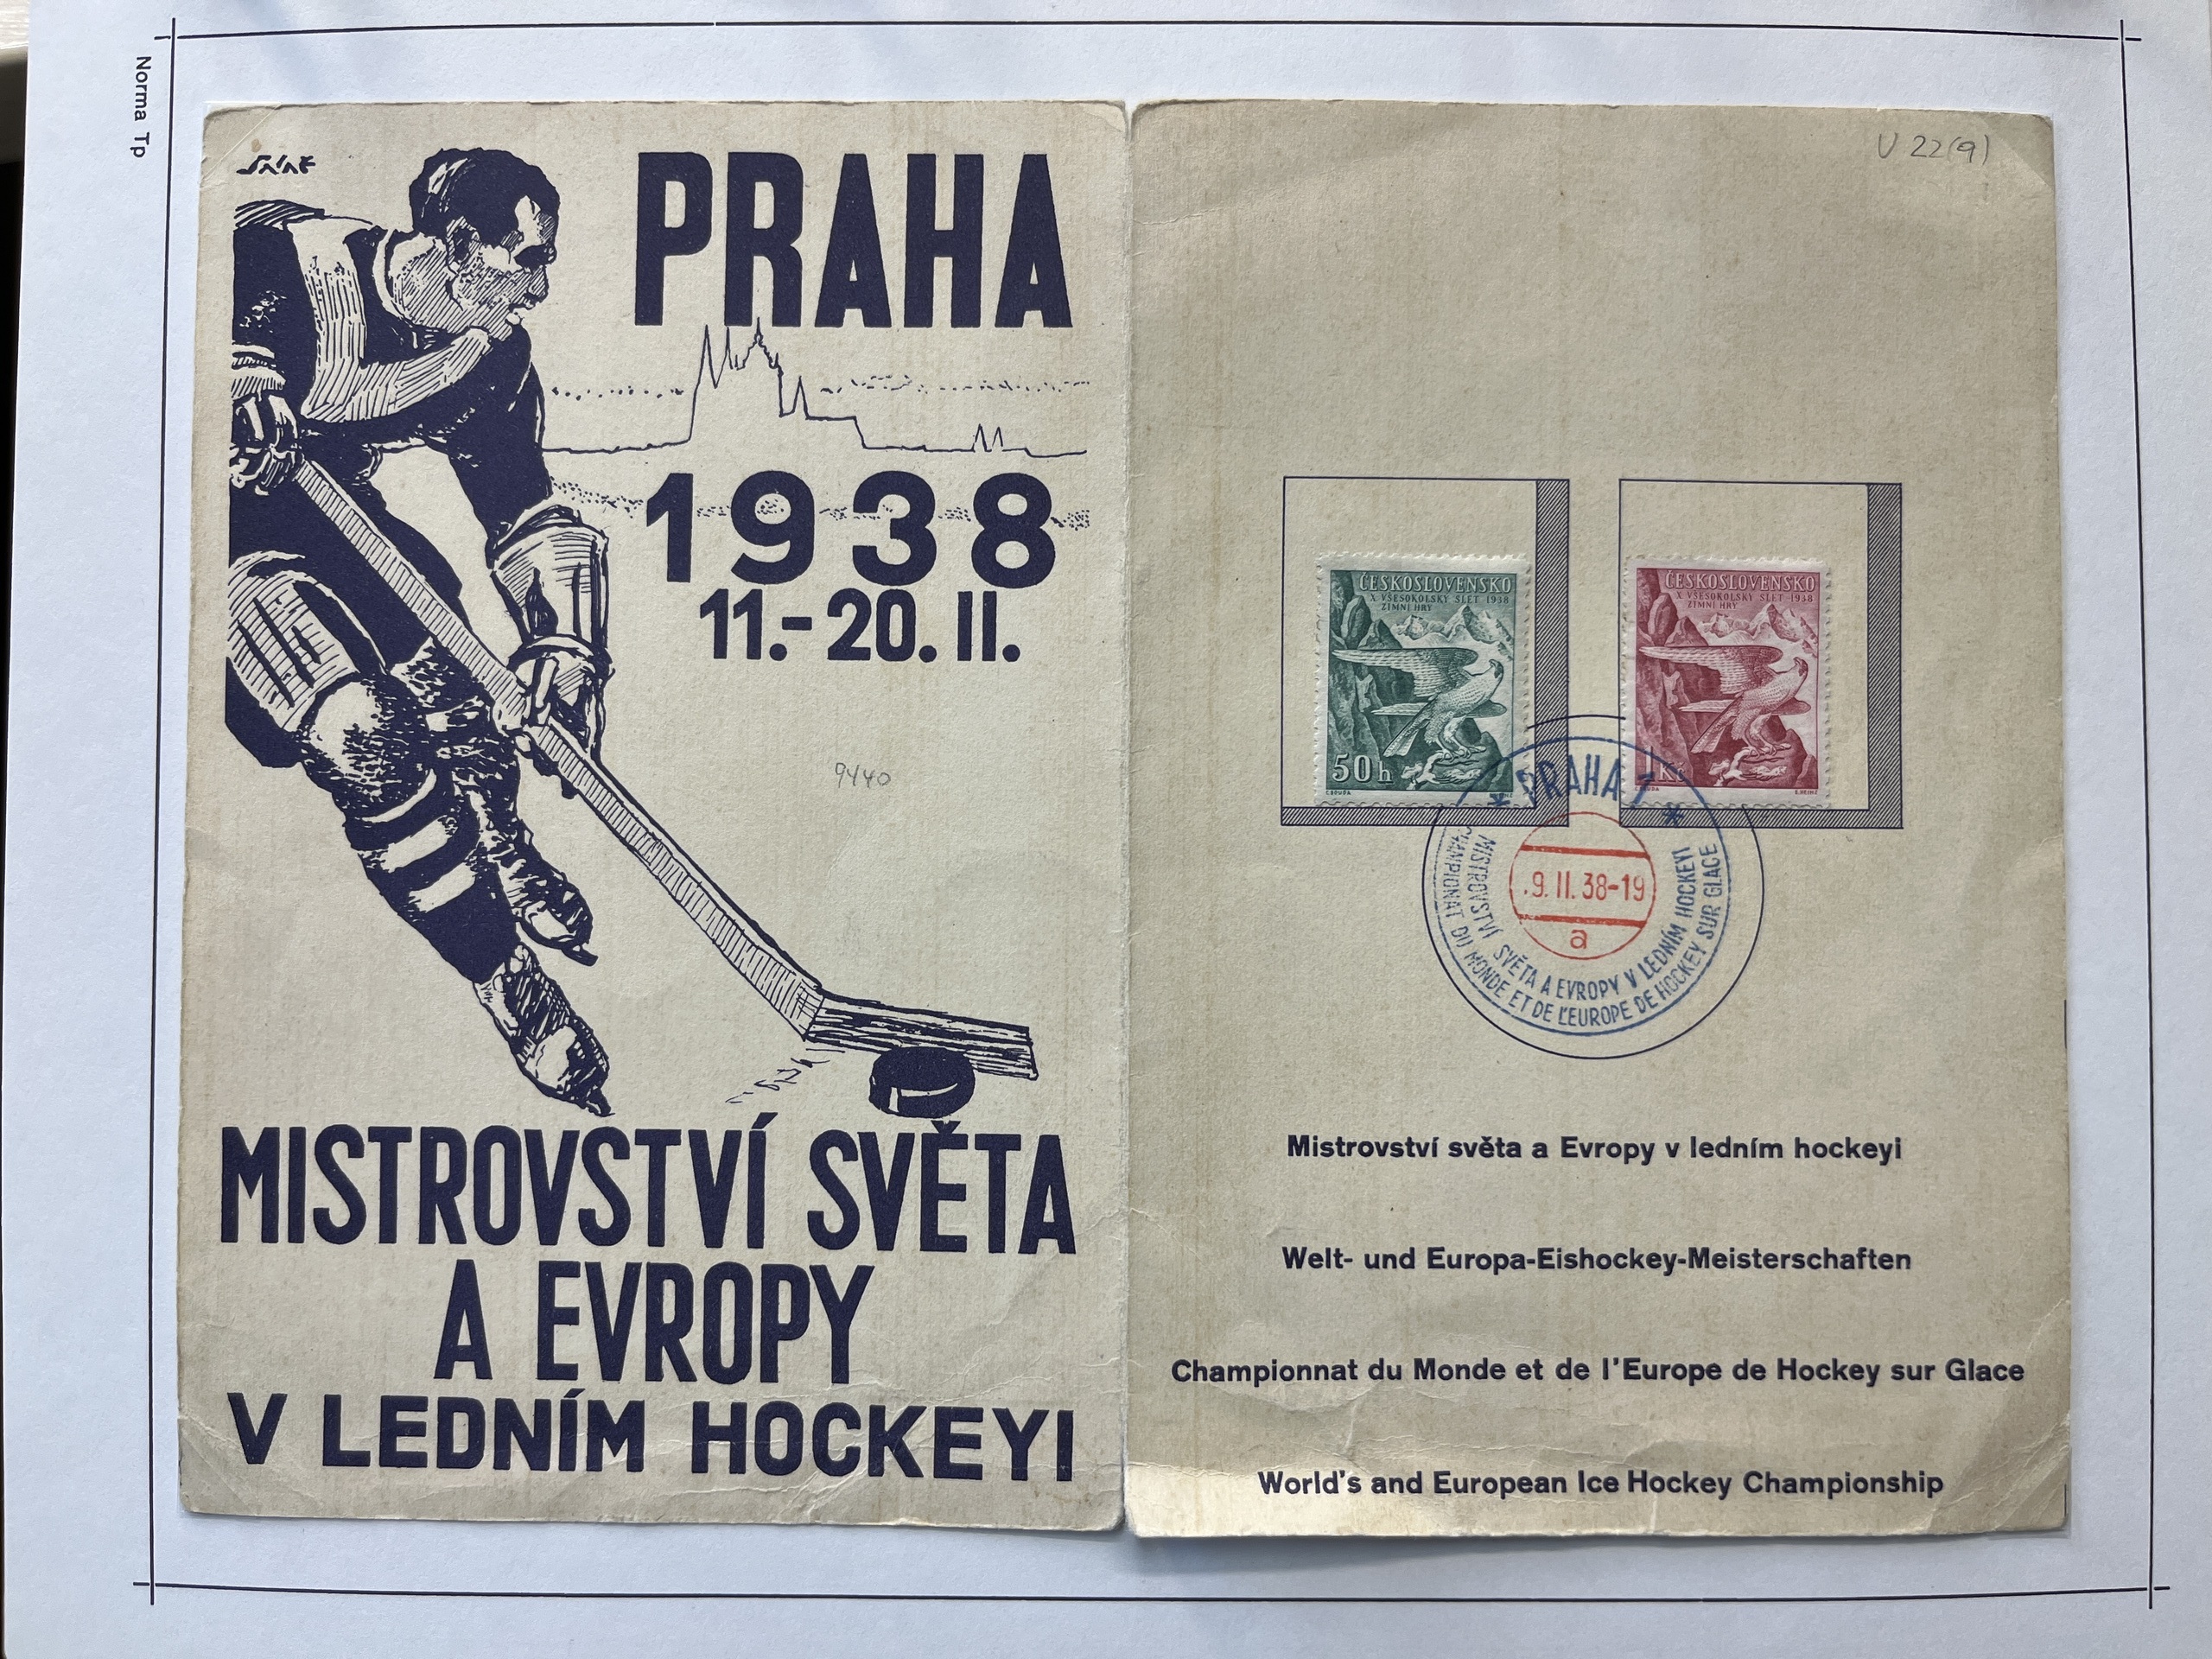 Norma Tp
PRAHA
1938
11.-20. II.
9440
MISTROVSTVÍ SVĚTA
A EVROPY
V LEDNÍM HOCKEYI
U 22(9)
ČESKOSLOVENSKO
X VŠESOKOLSKÝ SLET 1938
ZIMNÍ HRY
50h
ČESKOSLOVENSKO
X VŠESOKOLSKÝ SLET 1938
ZIMNÍ HRY
1 Kč
* PRAHA 7 *
.9. II. 38-19
a
MISTROVSTVÍ SVĚTA A EVROPY V LEDNÍM HOCKEYI
CHAMPIONAT DU MONDE ET DE L'EUROPE DE HOCKEY SUR GLACE
Mistrovství světa a Evropy v ledním hockeyi
Welt- und Europa-Eishockey-Meisterschaften
Championnat du Monde et de l'Europe de Hockey sur Glace
World's and European Ice Hockey Championship